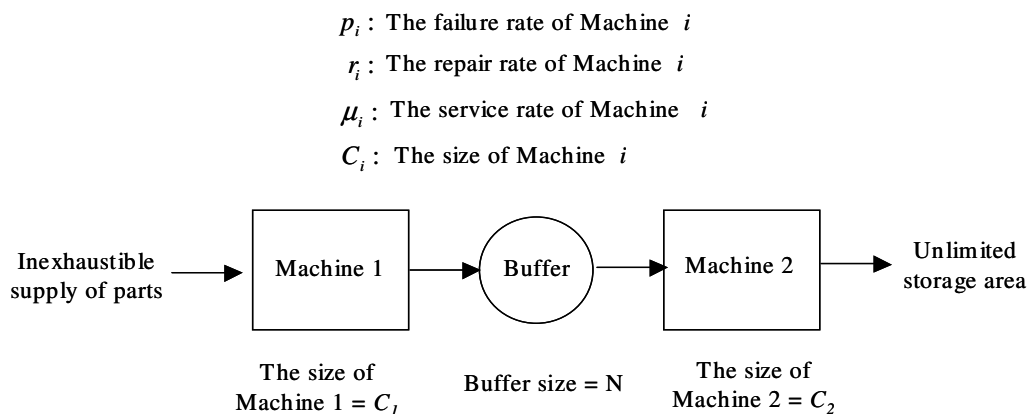 p_i : The failure rate of Machine i
r_i : The repair rate of Machine i
μ_i : The service rate of Machine i
C_i : The size of Machine i
Inexhaustible
supply of parts
Machine 1
Buffer
Machine 2
Unlimited
storage area
The size of
Machine 1 = C_1
Buffer size = N
The size of
Machine 2 = C_2